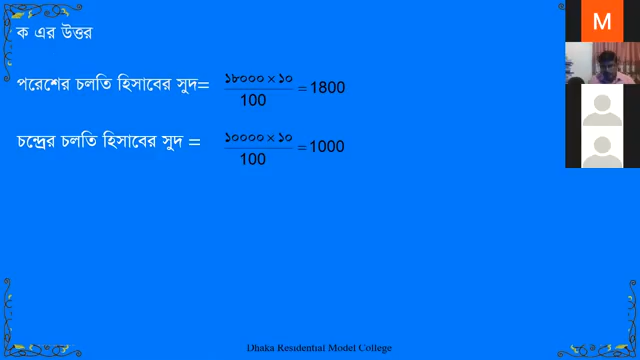 ক এর উত্তর
পরেশের চলতি হিসাবের সুদ= ১৮০০০ × ১০ / 100 = 1800
চন্দ্রের চলতি হিসাবের সুদ = ১০০০০ × ১০ / 100 = 1000
Dhaka Residential Model College
M